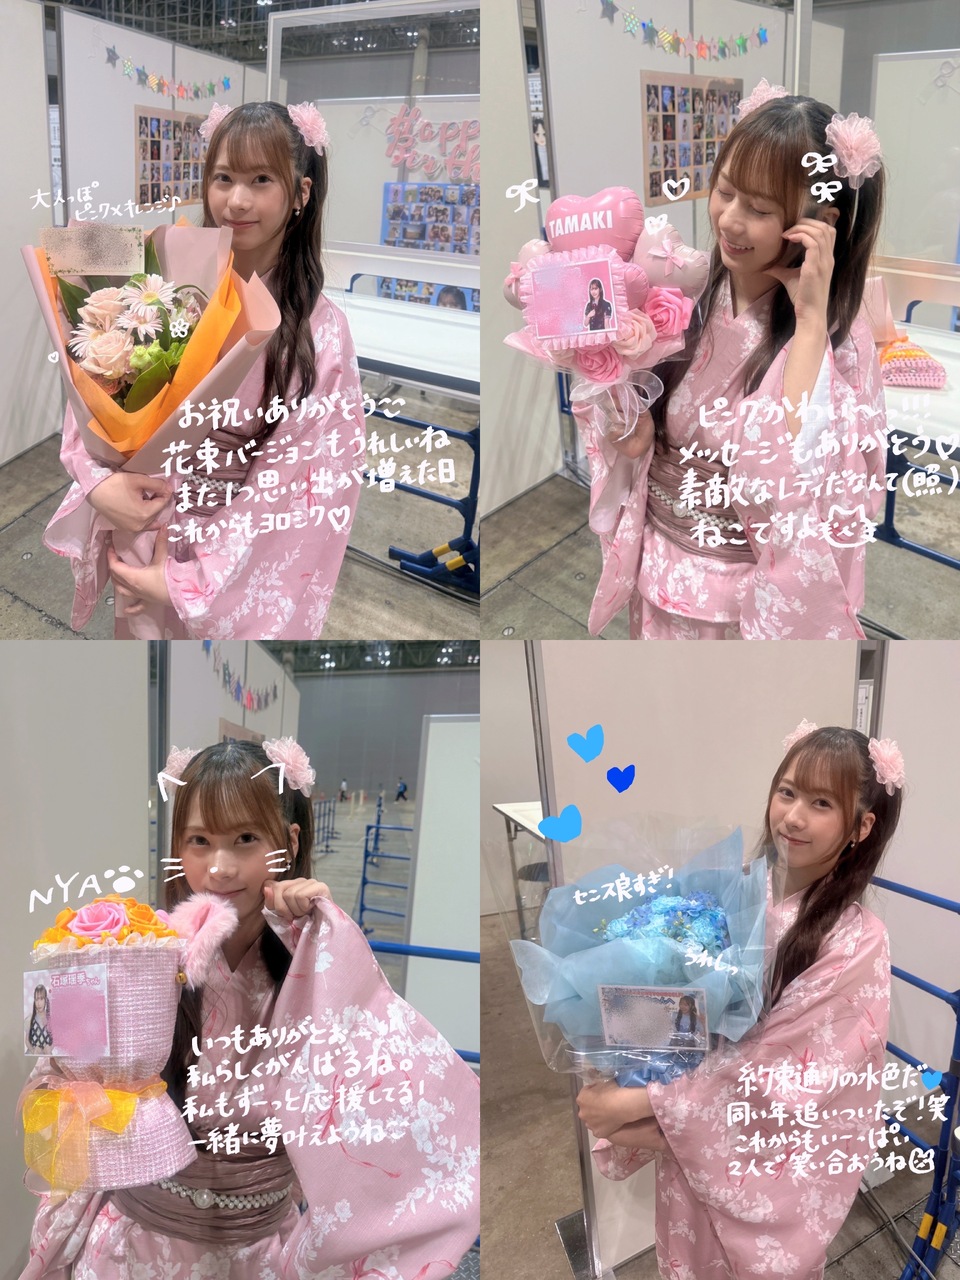 大人っぽ
ピンク×オレンジ♪
お祝いありがとう
花束バージョンもうれしいね
また1つ思い出が増えた日
これからもヨロシク♡
TAMAKI
ピンクかわい〜っ!!!
メッセージもありがとう♡
素敵なレディだなんて(照)
ねこですよ
NYA
いつもありがとぉ
私らしくがんばるね。
私もずーっと応援してる!
一緒に夢叶えようね
センス良すぎ!
うれしっ
約束通りの水色だ
同い年、追いついたぞ!笑
これからもいーっぱい
2人で笑い合おうね